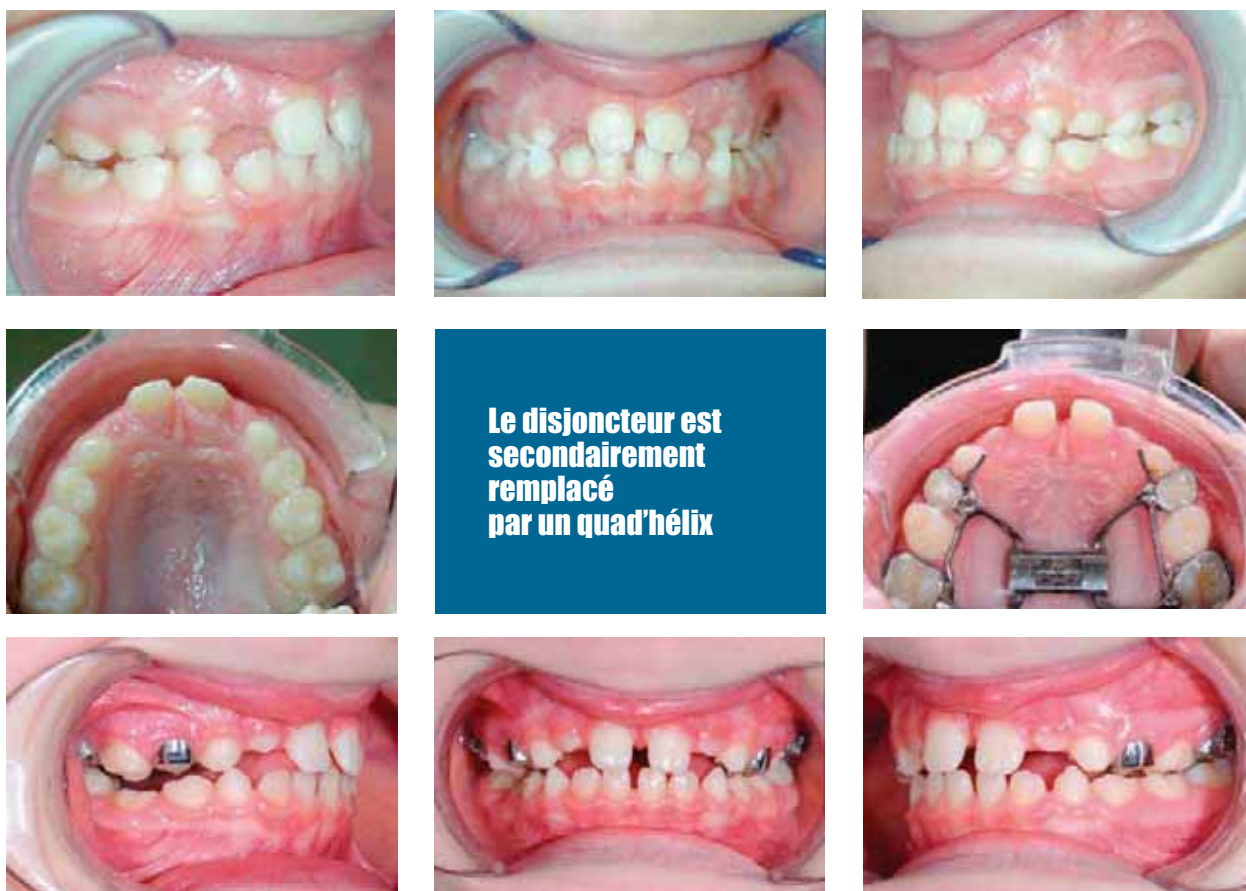 Le disjoncteur est
secondairement
remplacé
par un quad’hélix